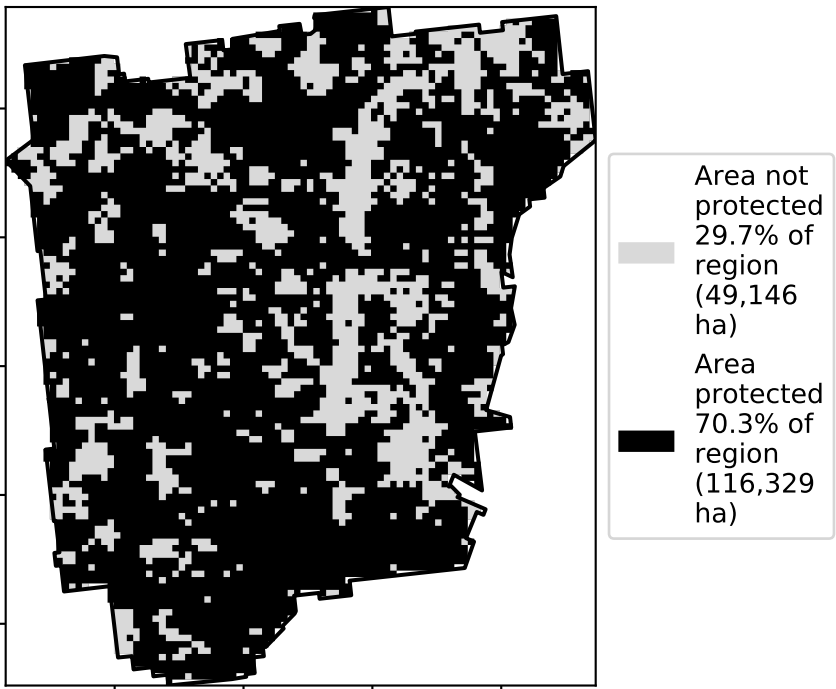 Area not
protected
29.7% of
region
(49,146
ha)
Area
protected
70.3% of
region
(116,329
ha)